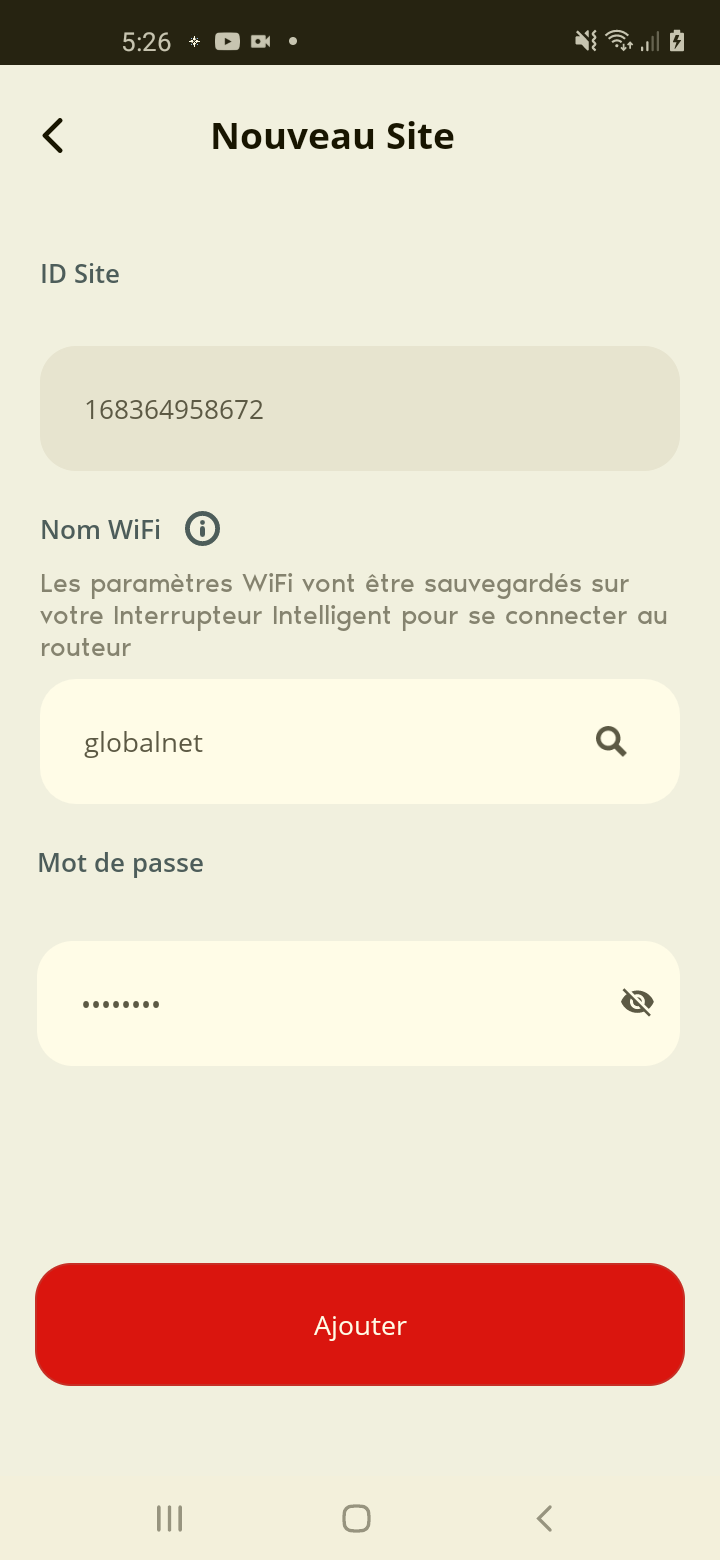 5:26
Nouveau Site
ID Site
168364958672
Nom WiFi
Les paramètres WiFi vont être sauvegardés sur
votre Interrupteur Intelligent pour se connecter au
routeur
globalnet
Mot de passe
••••••••
Ajouter